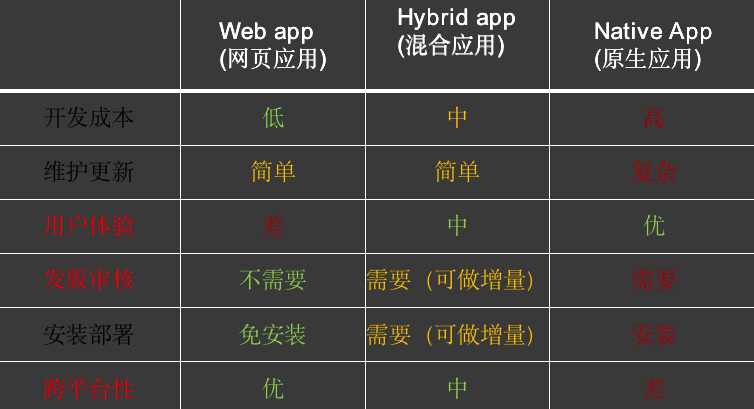 Web app
(网页应用)
Hybrid app
(混合应用)
Native App
(原生应用)
开发成本 低 中 高
维护更新 简单 简单 复杂
用户体验 差 中 优
发版审核 不需要 需要（可做增量） 需要
安装部署 免安装 需要（可做增量） 安装
跨平台性 优 中 差